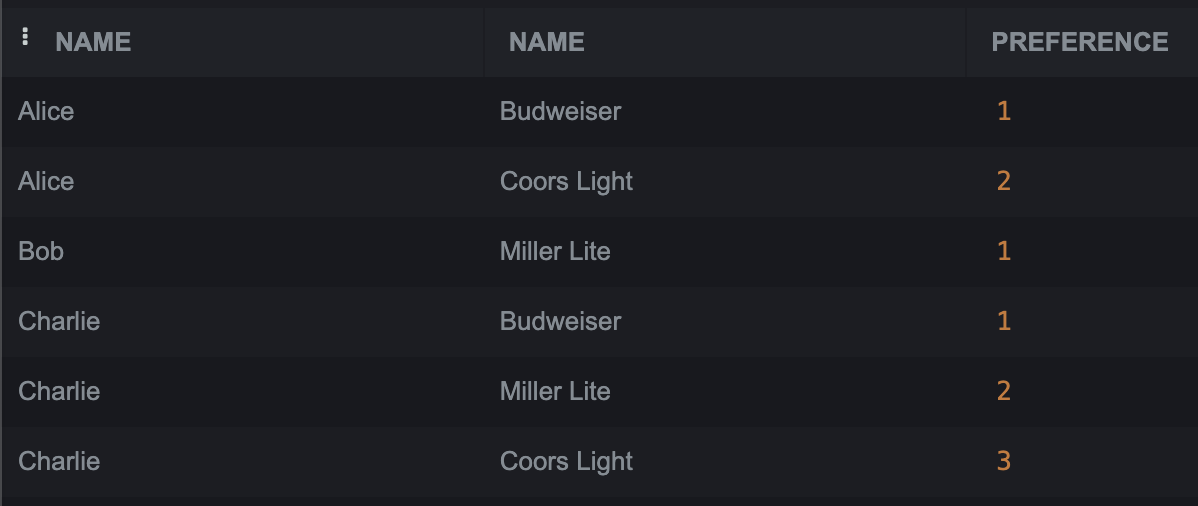 NAME NAME PREFERENCE
Alice Budweiser 1
Alice Coors Light 2
Bob Miller Lite 1
Charlie Budweiser 1
Charlie Miller Lite 2
Charlie Coors Light 3